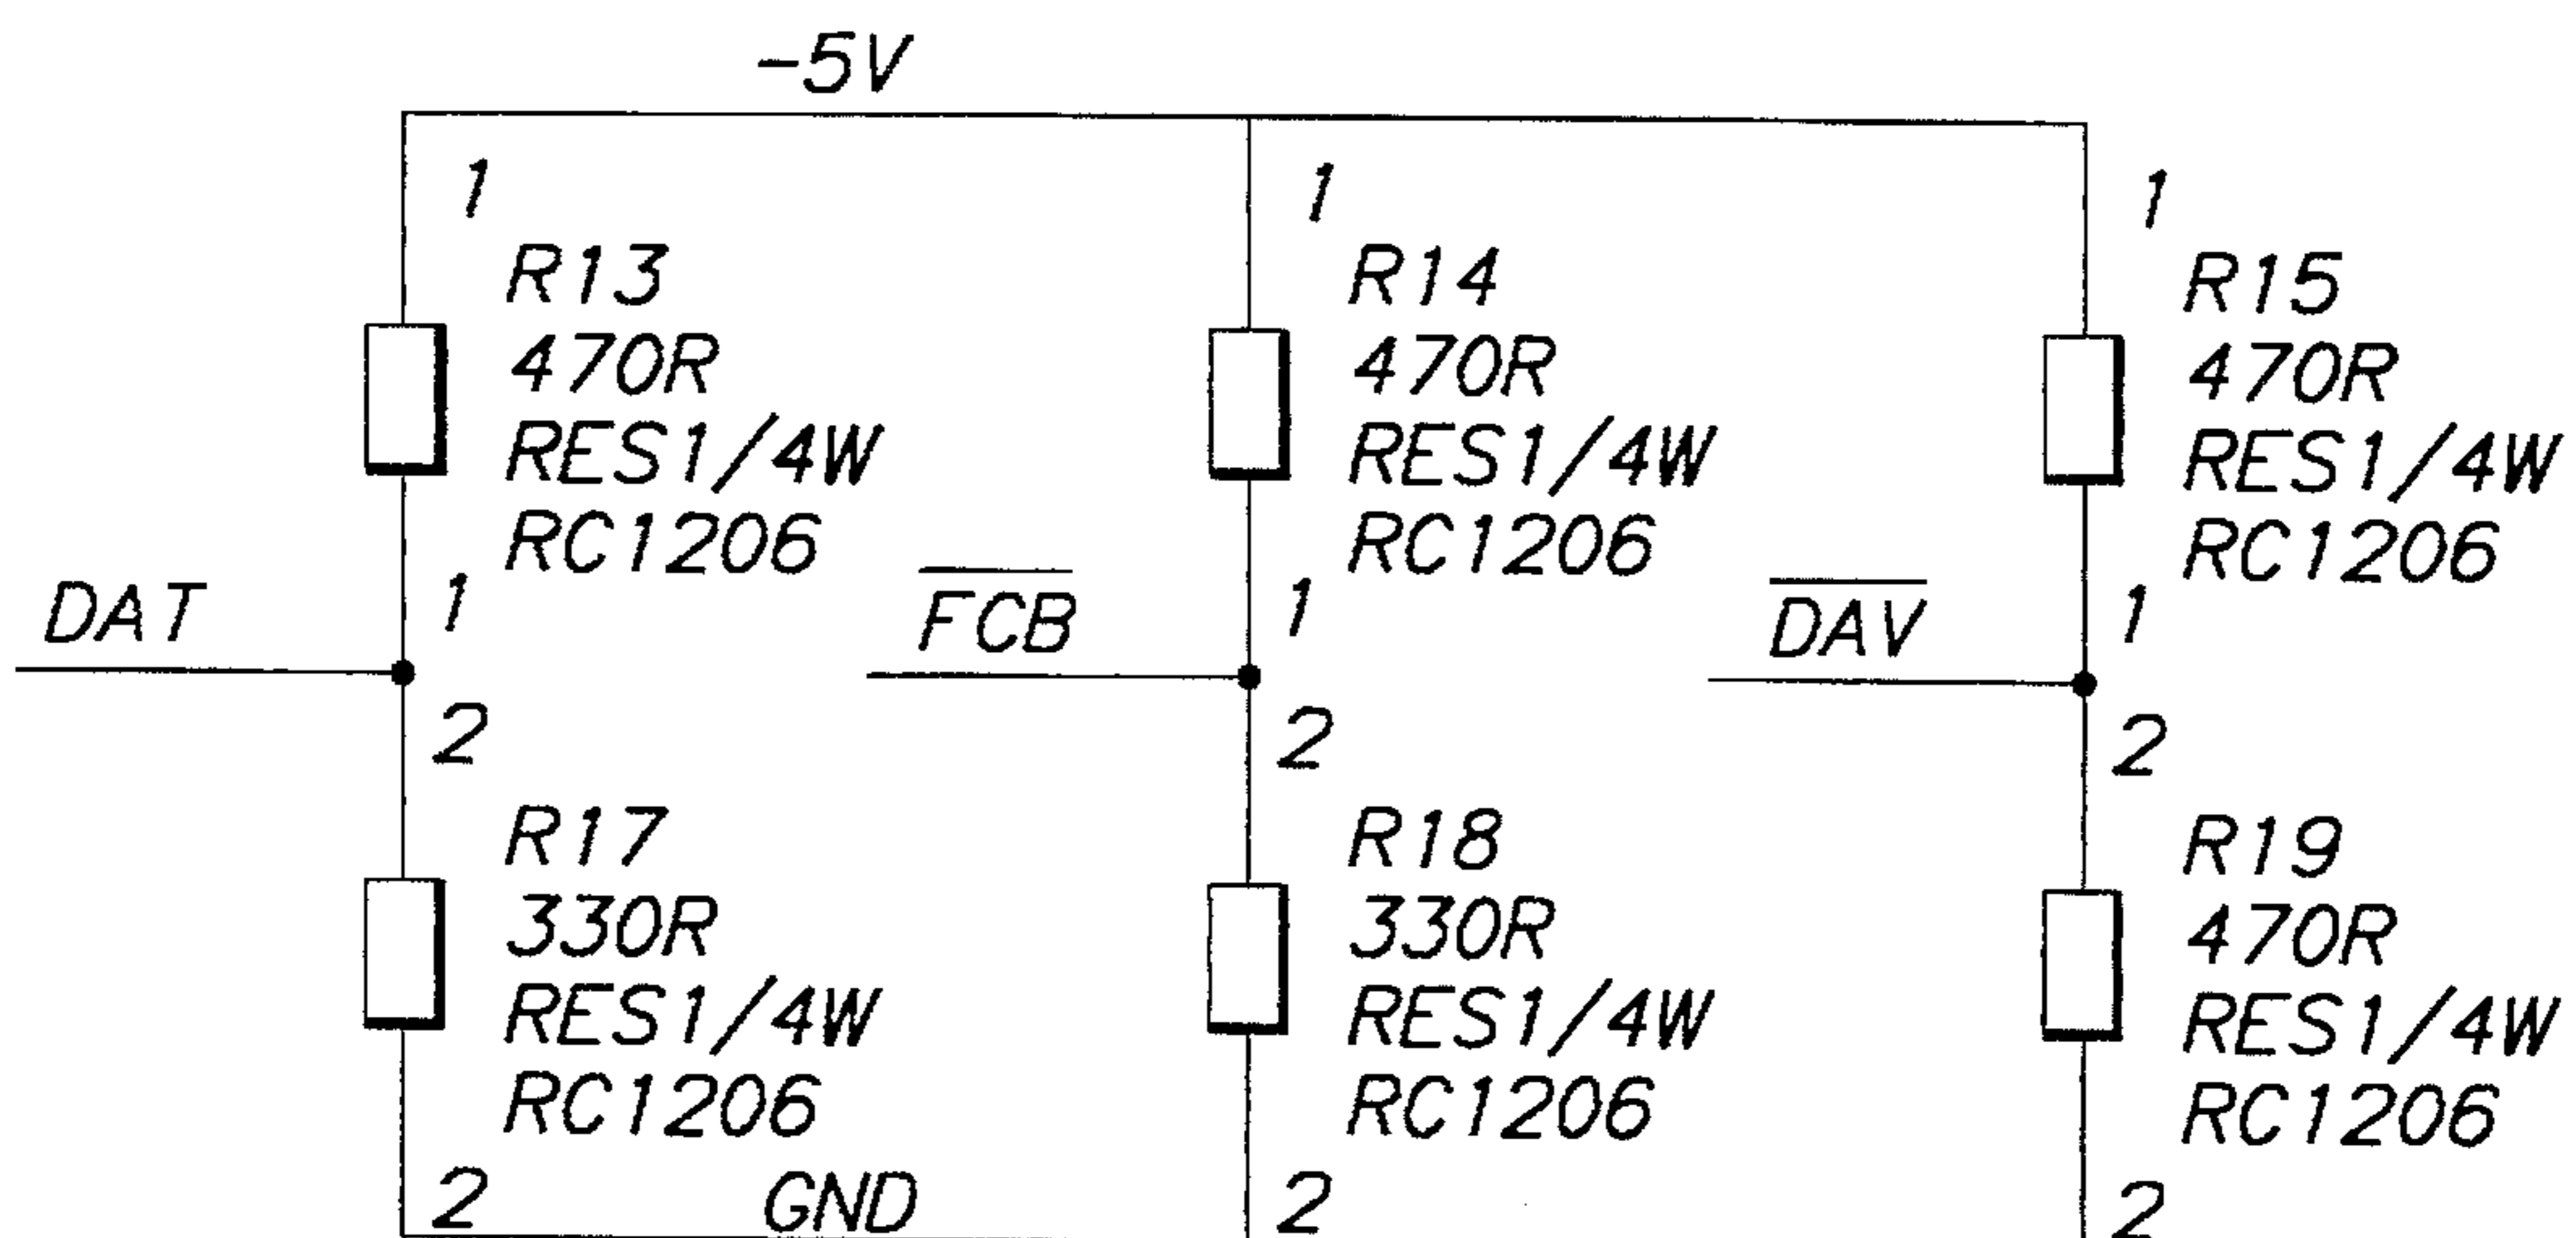 -5V
1
R13
470R
RES1/4W
RC1206
1
DAT
2
R17
330R
RES1/4W
RC1206
2
GND
1
R14
470R
RES1/4W
RC1206
1
FCB
2
R18
330R
RES1/4W
RC1206
2
1
R15
470R
RES1/4W
RC1206
1
DAV
2
R19
470R
RES1/4W
RC1206
2